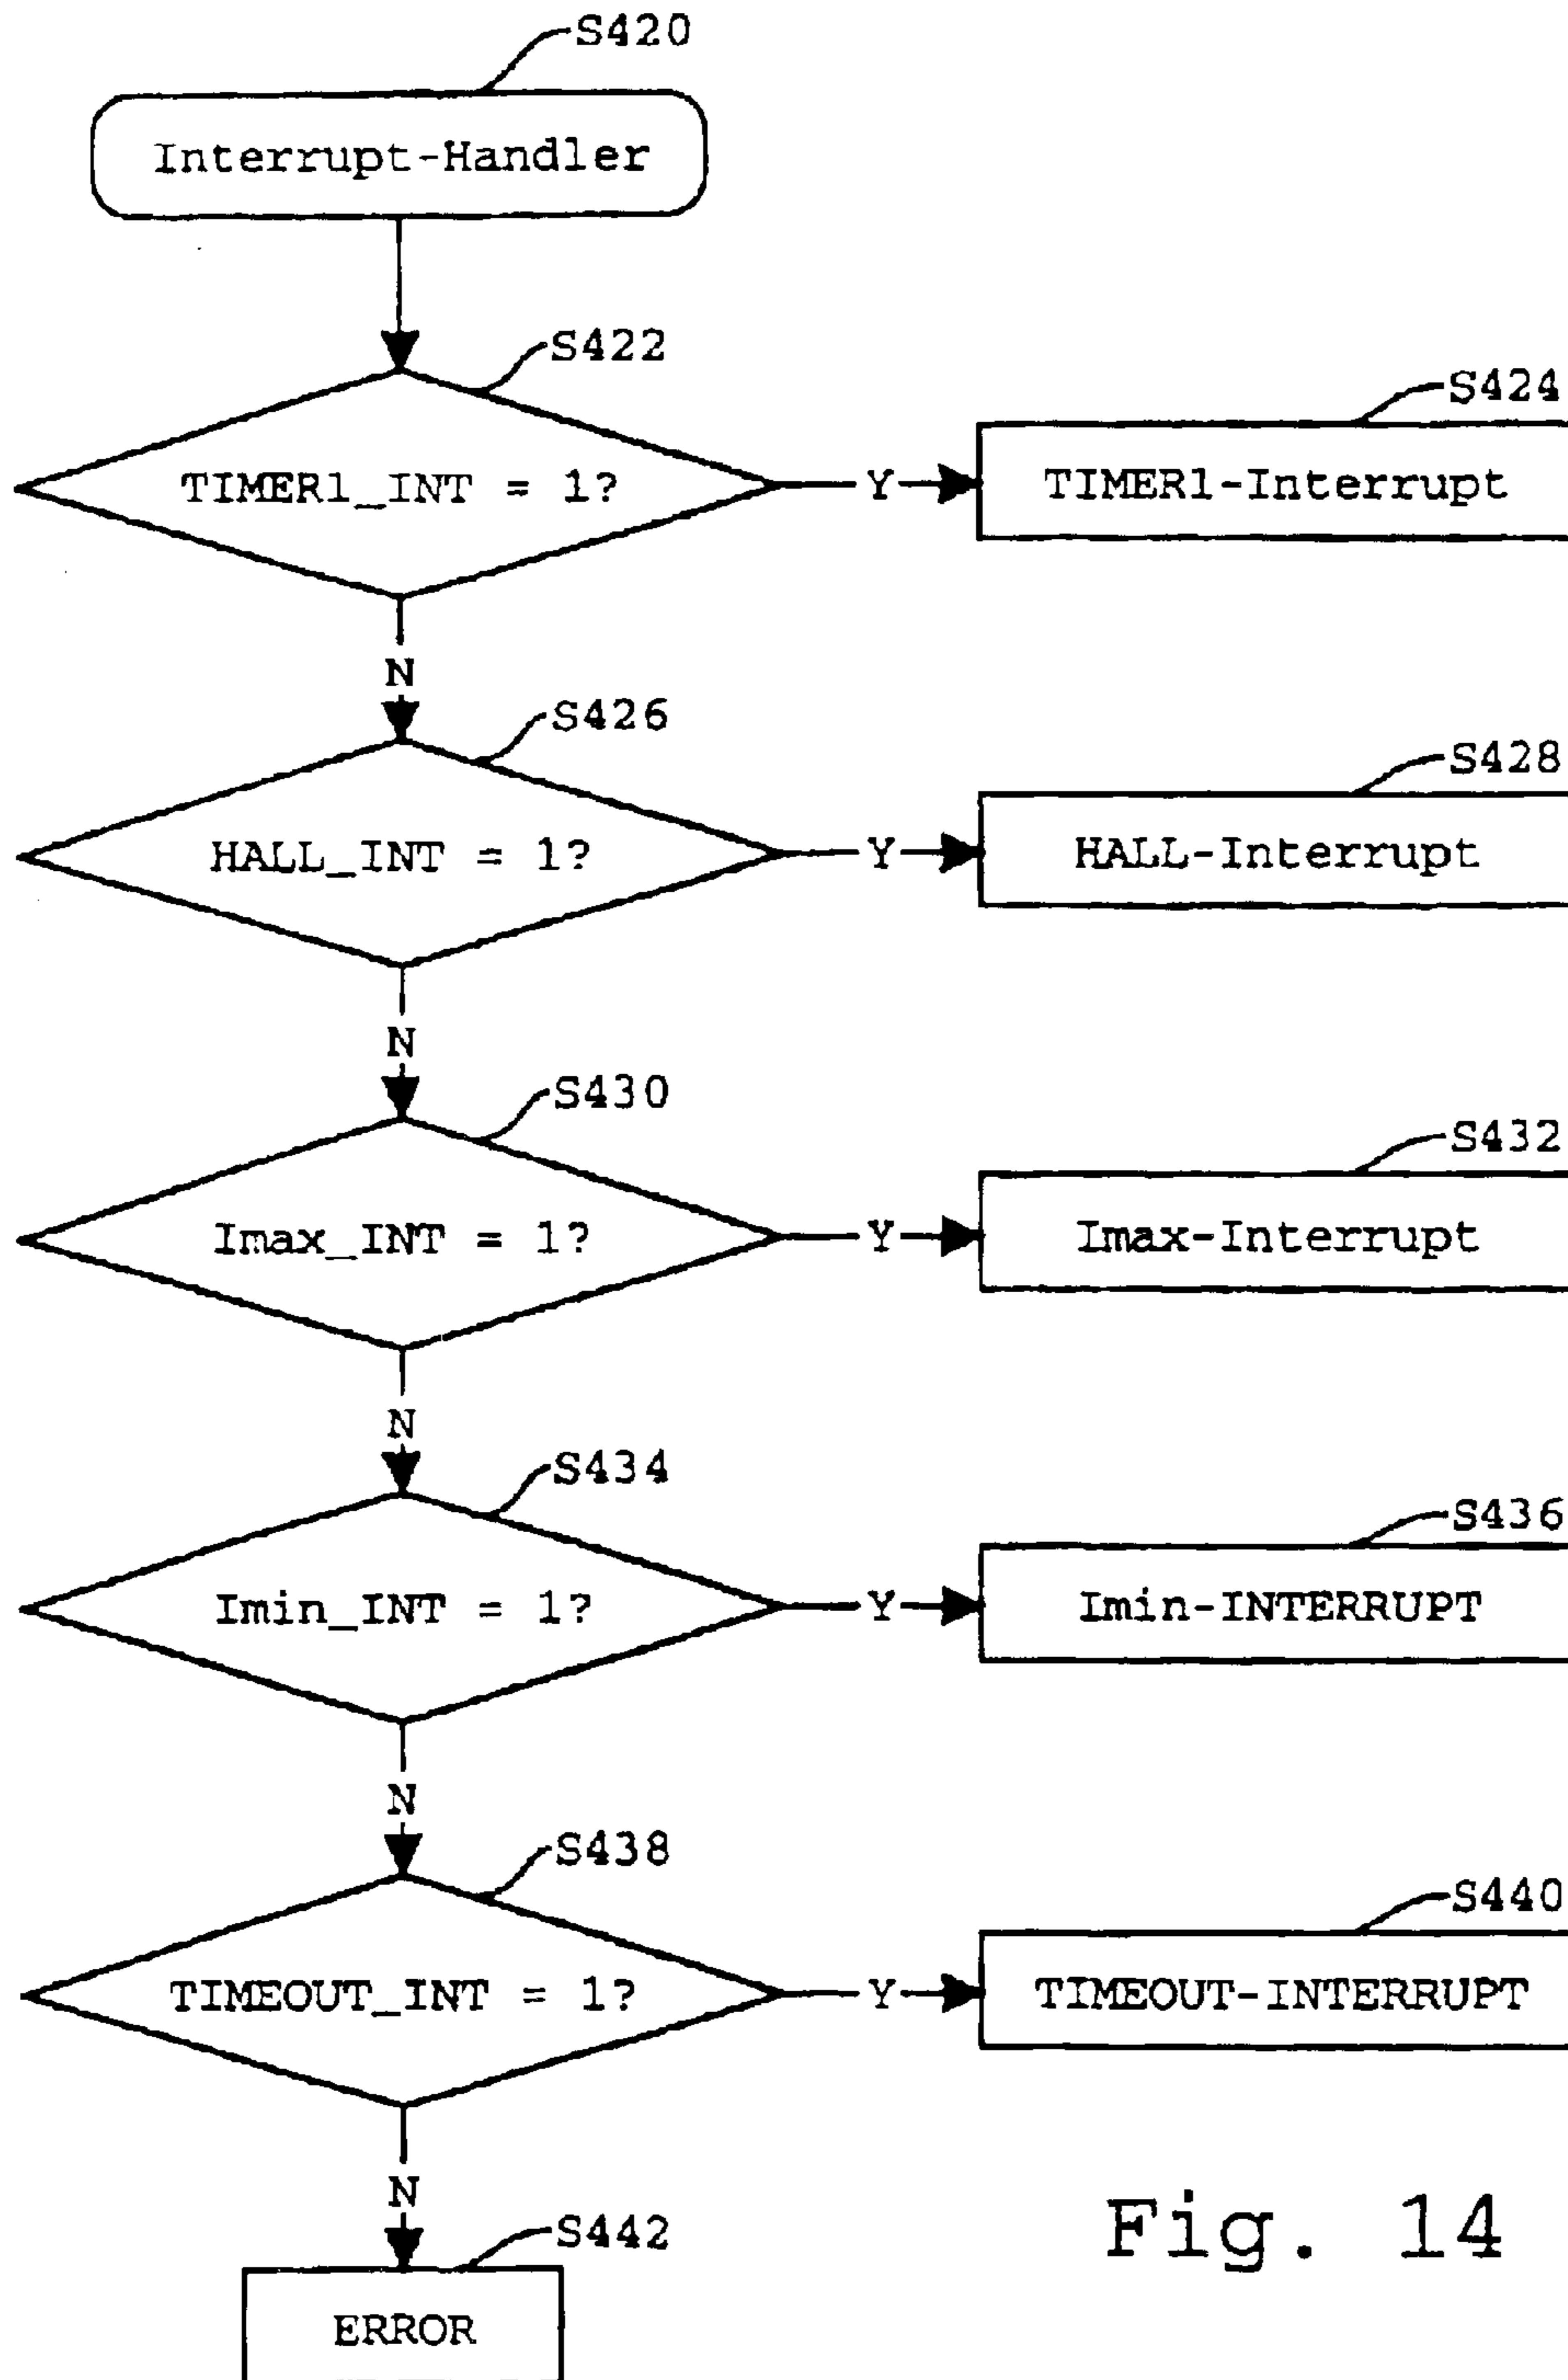 S420
Interrupt-Handler
S422
TIMER1_INT = 1?
Y
S424
TIMER1-Interrupt
N
S426
HALL_INT = 1?
Y
S428
HALL-Interrupt
N
S430
Imax_INT = 1?
Y
S432
Imax-Interrupt
N
S434
Imin_INT = 1?
Y
S436
Imin-INTERRUPT
N
S438
TIMEOUT_INT = 1?
Y
S440
TIMEOUT-INTERRUPT
N
S442
ERROR
Fig. 14